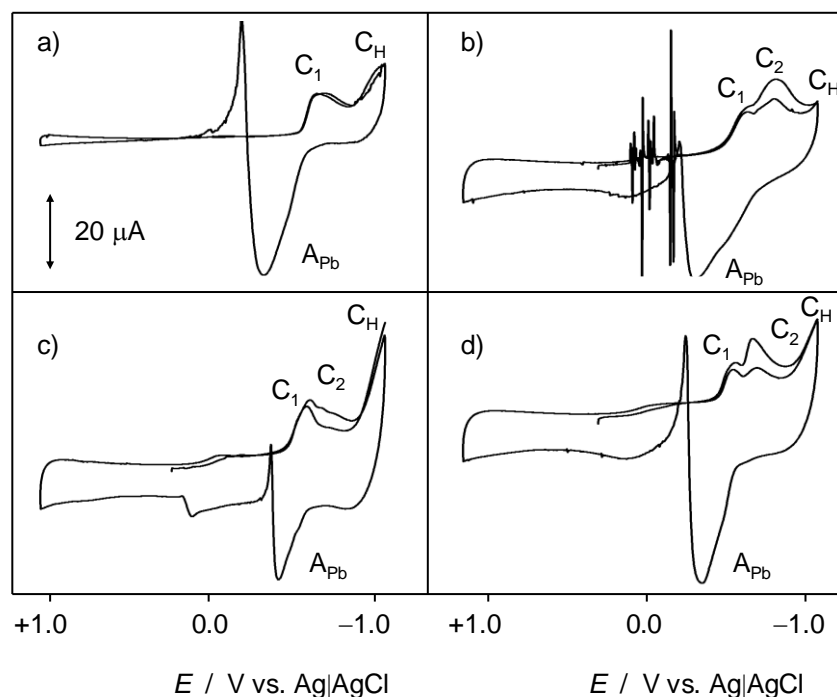 a)
C1
CH
20 μA
APb
b)
C1
C2
CH
APb
c)
C1
C2
CH
APb
d)
C1
C2
CH
APb
+1.0 0.0 −1.0
+1.0 0.0 −1.0
E / V vs. Ag|AgCl
E / V vs. Ag|AgCl